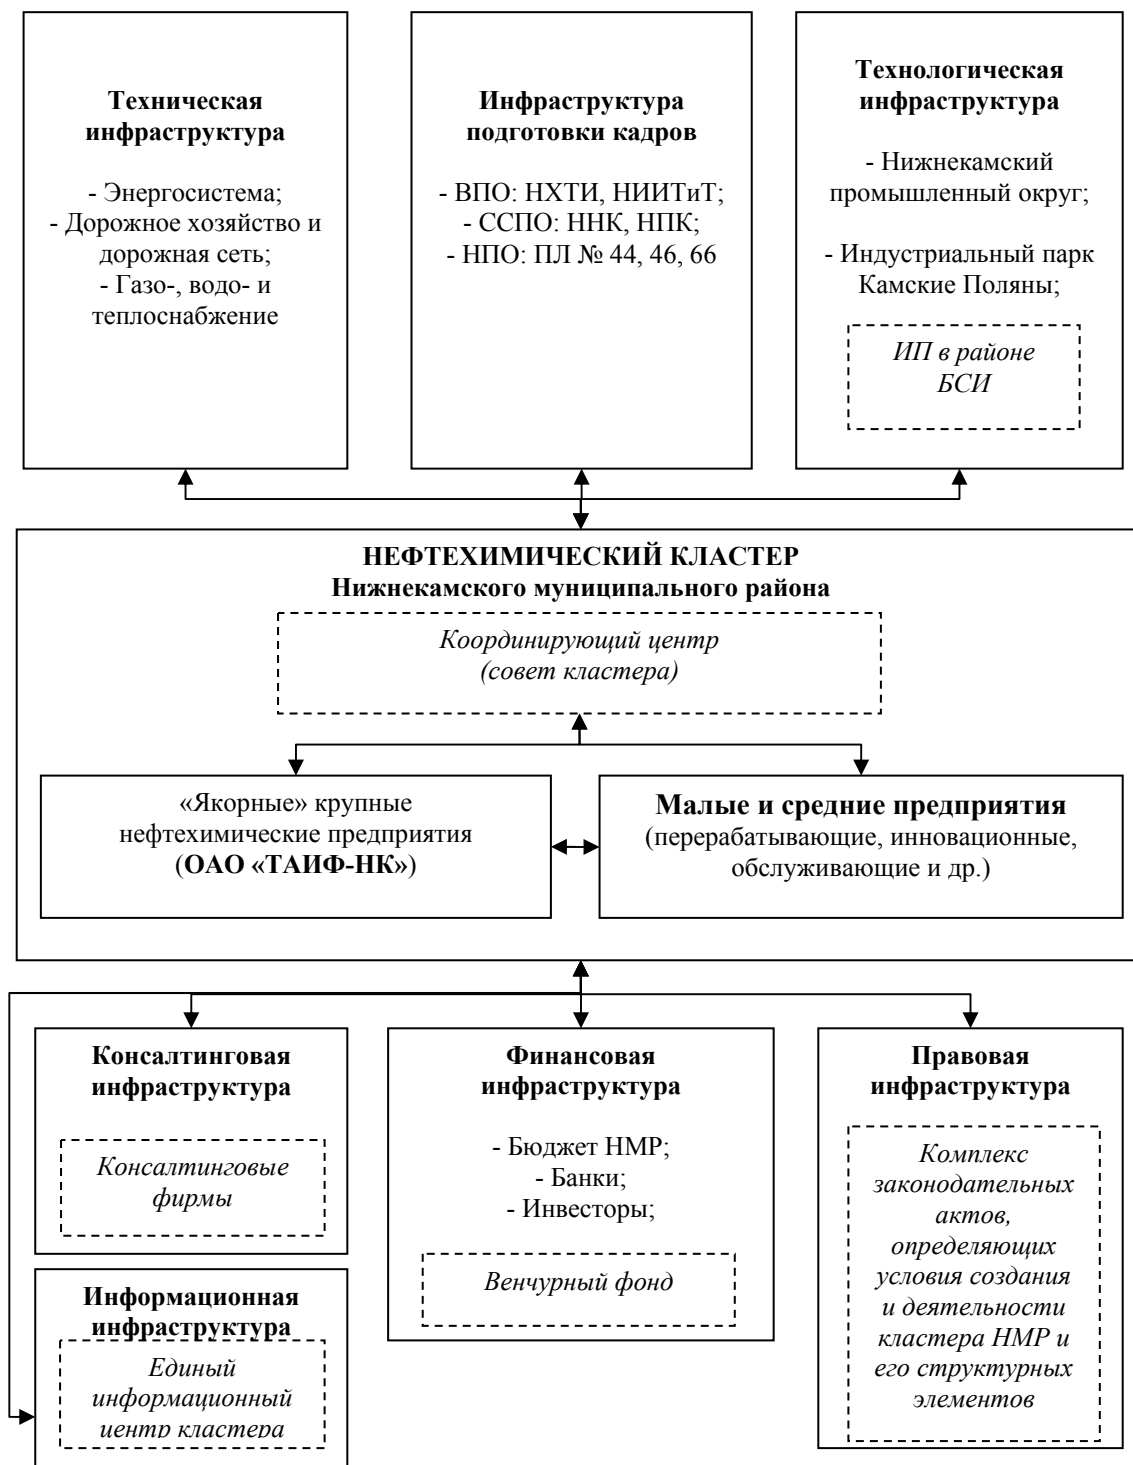 Техническая
инфраструктура
- Энергосистема;
- Дорожное хозяйство и
дорожная сеть;
- Газо-, водо- и
теплоснабжение
Инфраструктура
подготовки кадров
- ВПО: НХТИ, НИИТиТ;
- ССПО: ННК, НПК;
- НПО: ПЛ № 44, 46, 66
Технологическая
инфраструктура
- Нижнекамский
промышленный округ;
- Индустриальный парк
Камские Поляны;
ИП в районе
БСИ
НЕФТЕХИМИЧЕСКИЙ КЛАСТЕР
Нижнекамского муниципального района
Координирующий центр
(совет кластера)
«Якорные» крупные
нефтехимические предприятия
(ОАО «ТАИФ-НК»)
Малые и средние предприятия
(перерабатывающие, инновационные,
обслуживающие и др.)
Консалтинговая
инфраструктура
Консалтинговые
фирмы
Информационная
инфраструктура
Единый
информационный
центр кластера
Финансовая
инфраструктура
- Бюджет НМР;
- Банки;
- Инвесторы;
Венчурный фонд
Правовая
инфраструктура
Комплекс
законодательных
актов,
определяющих
условия создания
и деятельности
кластера НМР и
его структурных
элементов